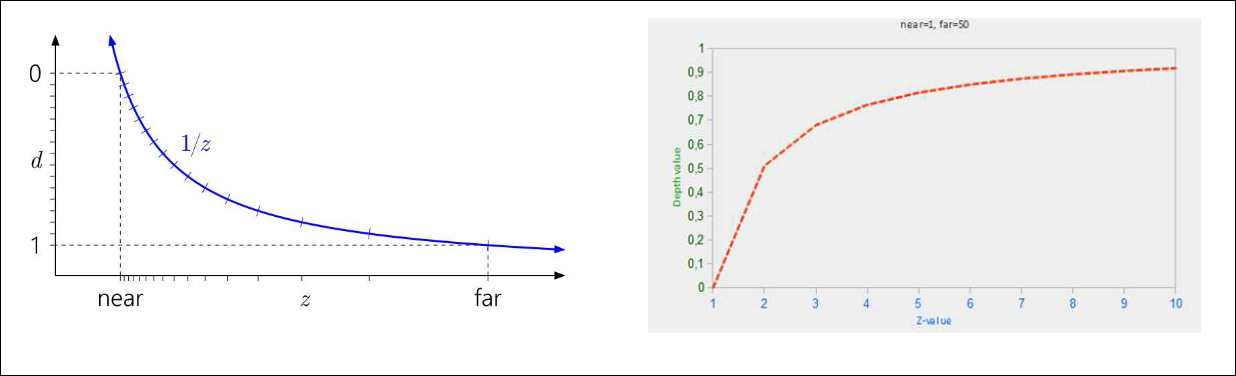 0
d
1
1/z
near
z
far
near=1, far=50
1
0,9
0,8
0,7
0,6
0,5
0,4
0,3
0,2
0,1
0
Depth value
1 2 3 4 5 6 7 8 9 10
Z-value